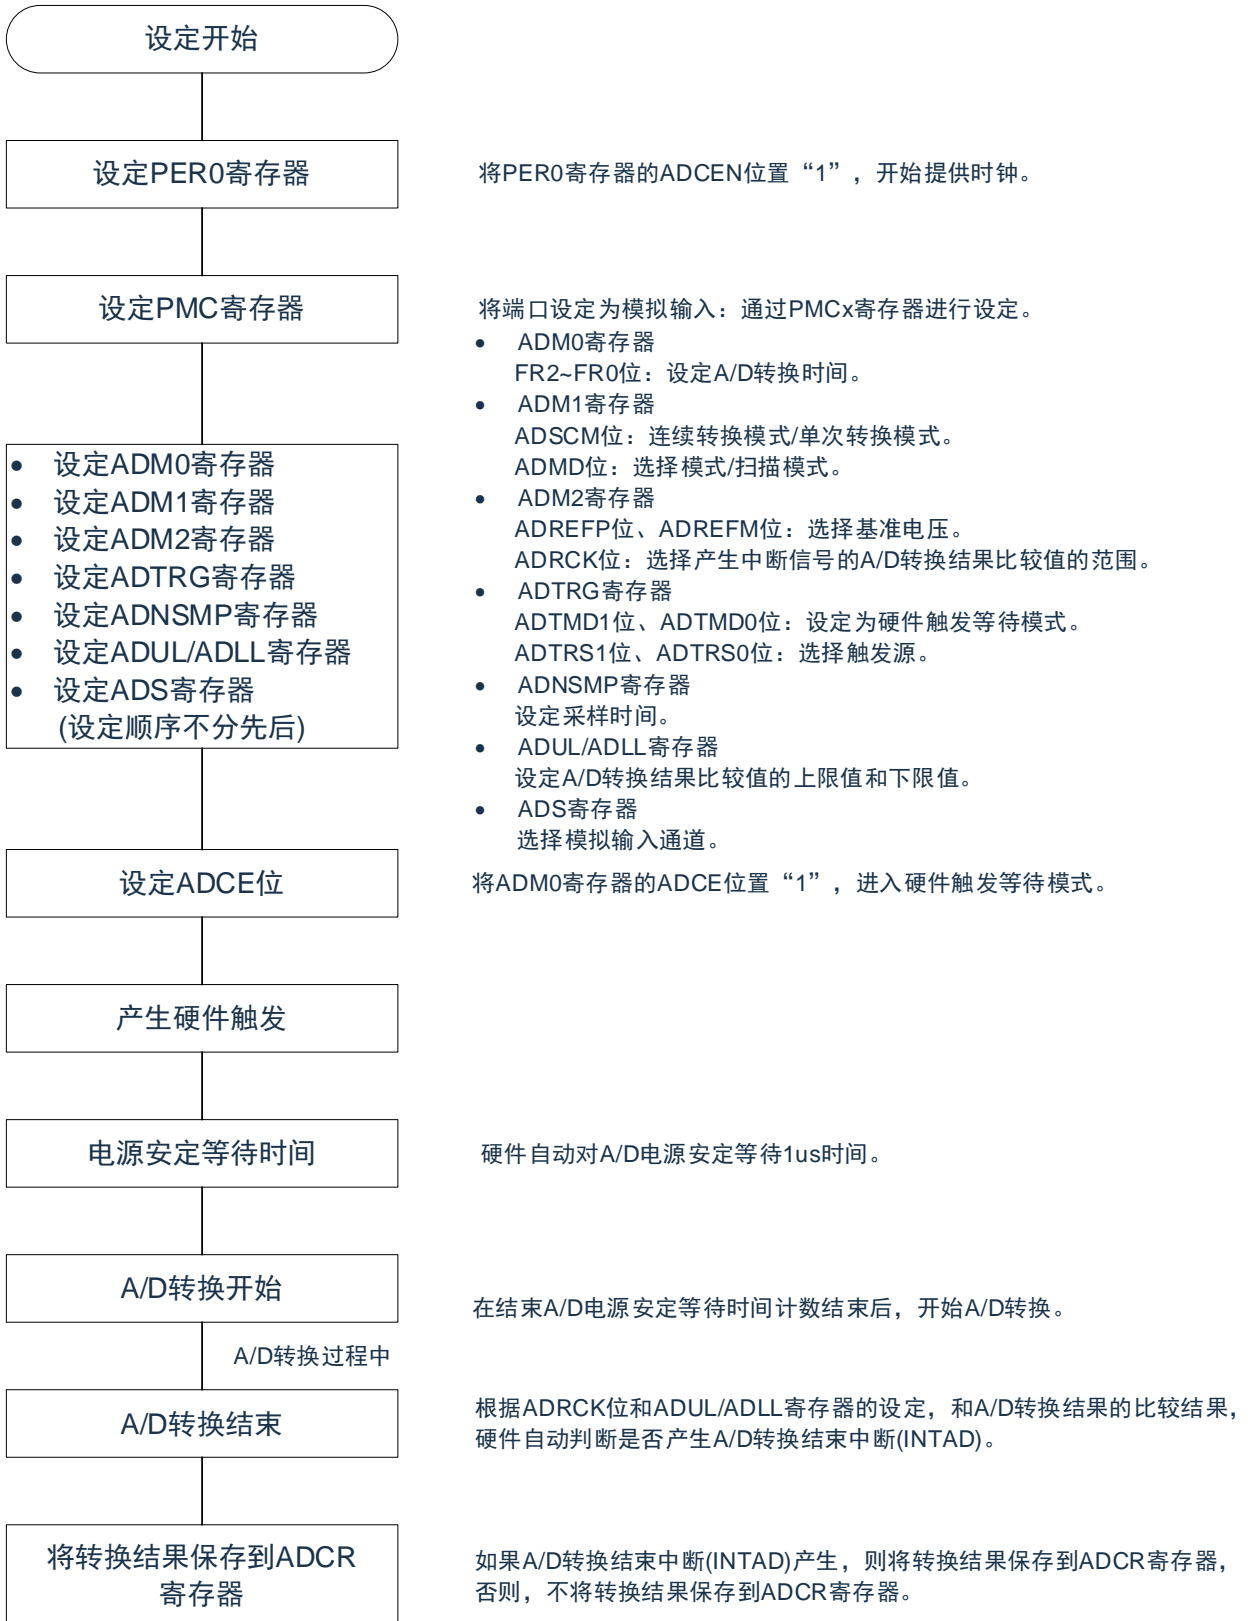 设定开始
设定PER0寄存器
将PER0寄存器的ADCEN位置“1”，开始提供时钟。
设定PMC寄存器
将端口设定为模拟输入：通过PMCx寄存器进行设定。
• ADM0寄存器
FR2~FR0位：设定A/D转换时间。
• ADM1寄存器
ADSCM位：连续转换模式/单次转换模式。
ADMD位：选择模式/扫描模式。
• ADM2寄存器
ADREFP位、ADREFM位：选择基准电压。
ADRCK位：选择产生中断信号的A/D转换结果比较值的范围。
• ADTRG寄存器
ADTMD1位、ADTMD0位：设定为硬件触发等待模式。
ADTRS1位、ADTRS0位：选择触发源。
• ADNSMP寄存器
设定采样时间。
• ADUL/ADLL寄存器
设定A/D转换结果比较值的上限值和下限值。
• ADS寄存器
选择模拟输入通道。
• 设定ADM0寄存器
• 设定ADM1寄存器
• 设定ADM2寄存器
• 设定ADTRG寄存器
• 设定ADNSMP寄存器
• 设定ADUL/ADLL寄存器
• 设定ADS寄存器
(设定顺序不分先后)
设定ADCE位
将ADM0寄存器的ADCE位置“1”，进入硬件触发等待模式。
产生硬件触发
电源安定等待时间
硬件自动对A/D电源安定等待1us时间。
A/D转换开始
在结束A/D电源安定等待时间计数结束后，开始A/D转换。
A/D转换过程中
A/D转换结束
根据ADRCK位和ADUL/ADLL寄存器的设定，和A/D转换结果的比较结果，
硬件自动判断是否产生A/D转换结束中断(INTAD)。
将转换结果保存到ADCR
寄存器
如果A/D转换结束中断(INTAD)产生，则将转换结果保存到ADCR寄存器，
否则，不将转换结果保存到ADCR寄存器。